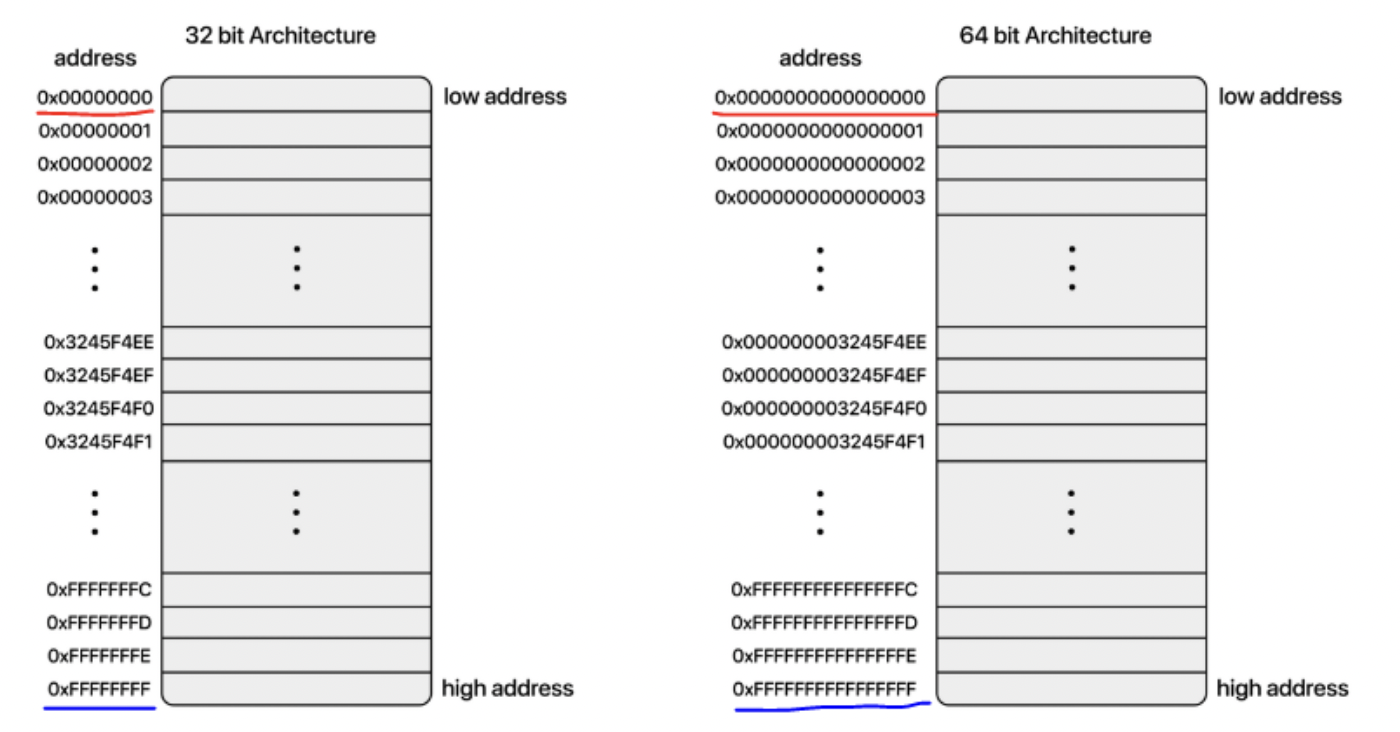 32 bit Architecture
address
0x00000000
low address
0x00000001
0x00000002
0x00000003
0x3245F4EE
0x3245F4EF
0x3245F4F0
0x3245F4F1
0xFFFFFFFC
0xFFFFFFFD
0xFFFFFFFE
0xFFFFFFFF
high address
64 bit Architecture
address
0x0000000000000000
low address
0x0000000000000001
0x0000000000000002
0x0000000000000003
0x000000003245F4EE
0x000000003245F4EF
0x000000003245F4F0
0x000000003245F4F1
0xFFFFFFFFFFFFFFFC
0xFFFFFFFFFFFFFFFD
0xFFFFFFFFFFFFFFFE
0xFFFFFFFFFFFFFFFF
high address